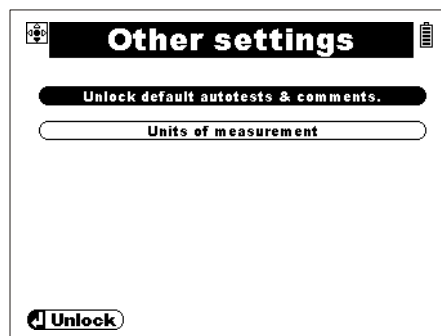 Other settings
Unlock default autotests & comments.
Units of measurement
Unlock